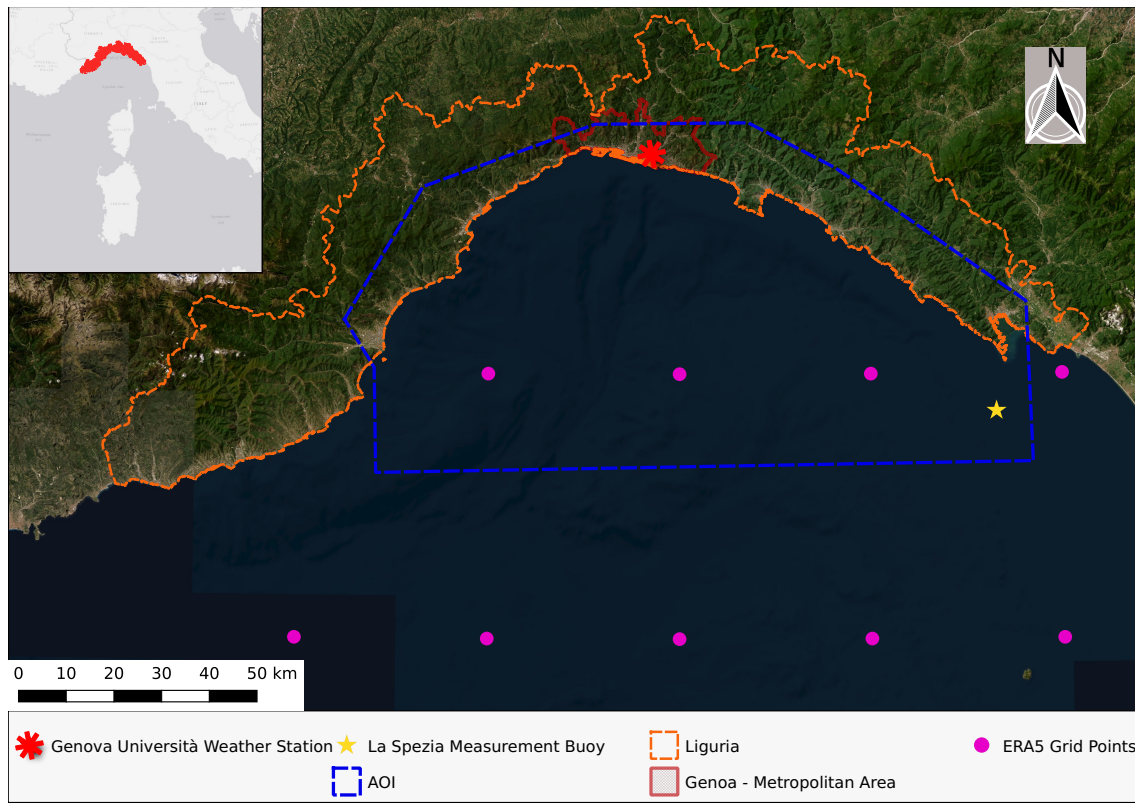 N
0 10 20 30 40 50 km
Genova Università Weather Station
La Spezia Measurement Buoy
Liguria
ERA5 Grid Points
AOI
Genoa - Metropolitan Area